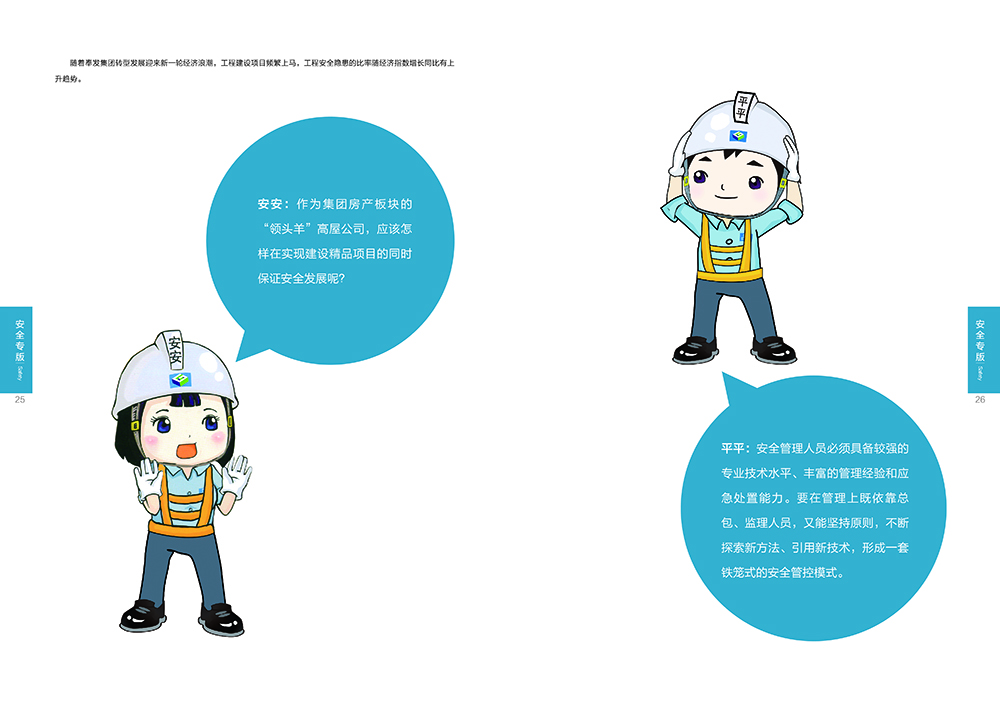 随着奉发集团转型发展迎来新一轮经济浪潮，工程建设项目频繁上马，工程安全隐患的比率随经济指数增长同比有上
升趋势。
安安：作为集团房产板块的
“领头羊”高屋公司，应该怎
样在实现建设精品项目的同时
保证安全发展呢？
安安
安全专版 Safety
25
平平
平平：安全管理人员必须具备较强的
专业技术水平、丰富的管理经验和应
急处置能力。要在管理上既依靠总
包、监理人员，又能坚持原则，不断
探索新方法、引用新技术，形成一套
铁笼式的安全管控模式。
安全专版 Safety
26